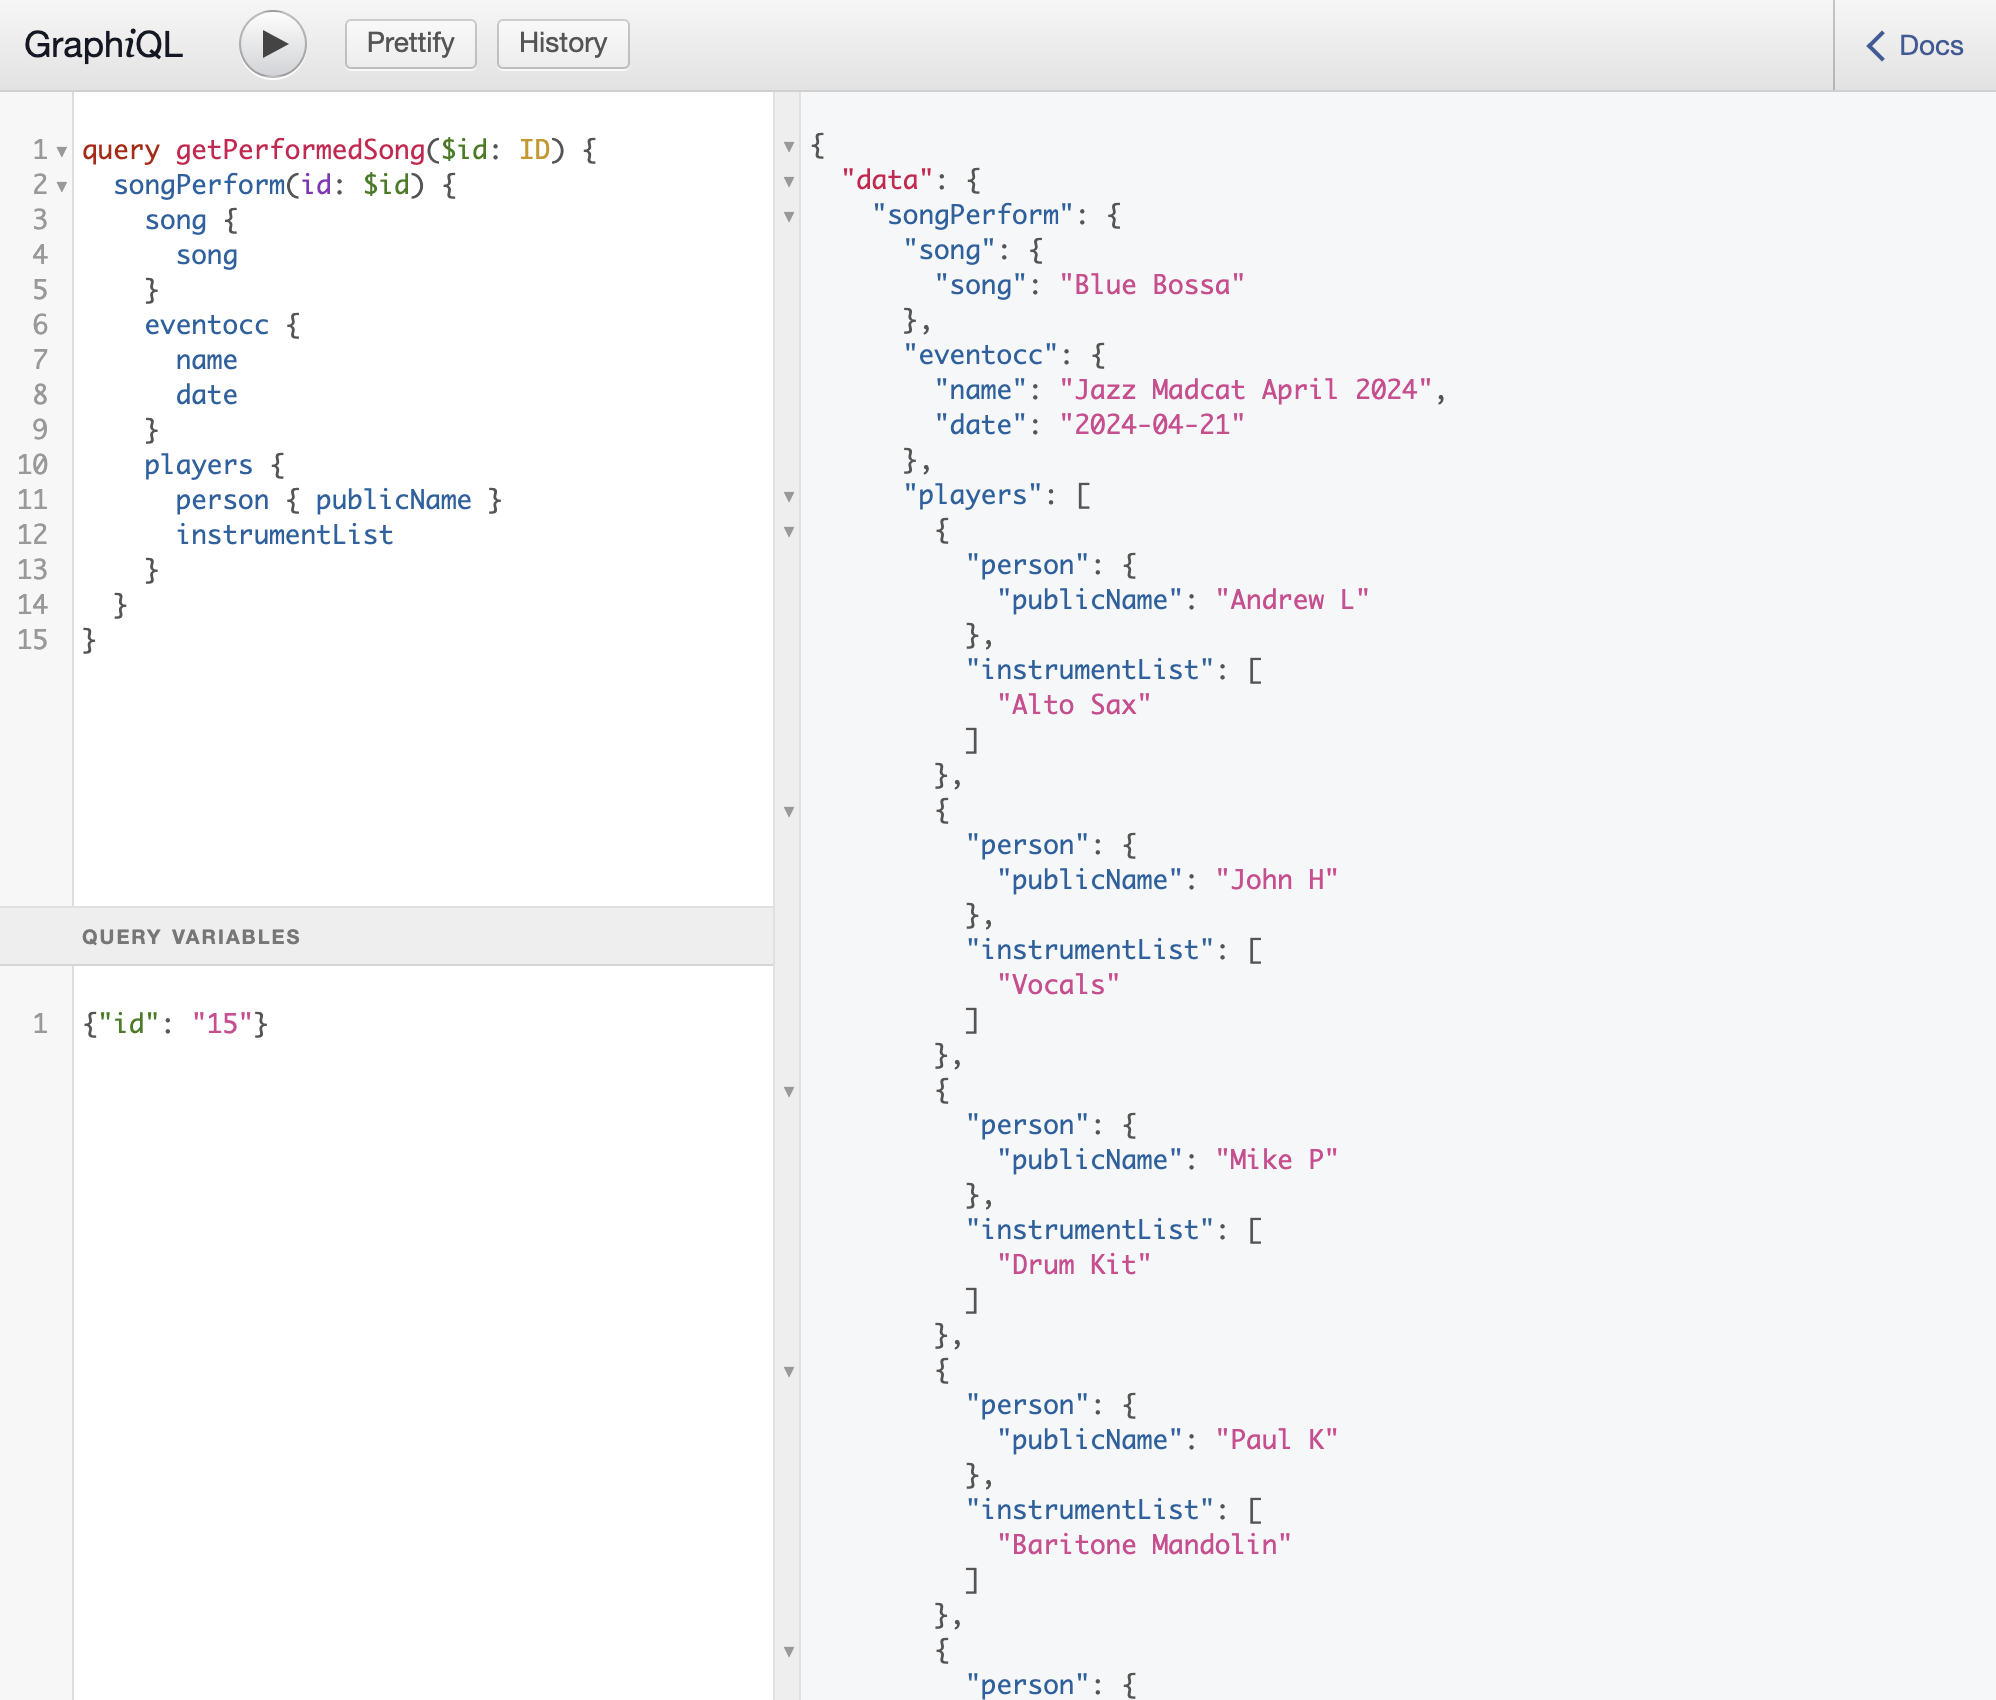 GraphiQL
Prettify
History
Docs
1 query getPerformedSong($id: ID) {
2   songPerform(id: $id) {
3     song {
4       song
5     }
6     eventocc {
7       name
8       date
9     }
10     players {
11       person { publicName }
12       instrumentList
13     }
14   }
15 }
QUERY VARIABLES
1 {"id": "15"}
{
  "data": {
    "songPerform": {
      "song": {
        "song": "Blue Bossa"
      },
      "eventocc": {
        "name": "Jazz Madcat April 2024",
        "date": "2024-04-21"
      },
      "players": [
        {
          "person": {
            "publicName": "Andrew L"
          },
          "instrumentList": [
            "Alto Sax"
          ]
        },
        {
          "person": {
            "publicName": "John H"
          },
          "instrumentList": [
            "Vocals"
          ]
        },
        {
          "person": {
            "publicName": "Mike P"
          },
          "instrumentList": [
            "Drum Kit"
          ]
        },
        {
          "person": {
            "publicName": "Paul K"
          },
          "instrumentList": [
            "Baritone Mandolin"
          ]
        },
        {
          "person": {